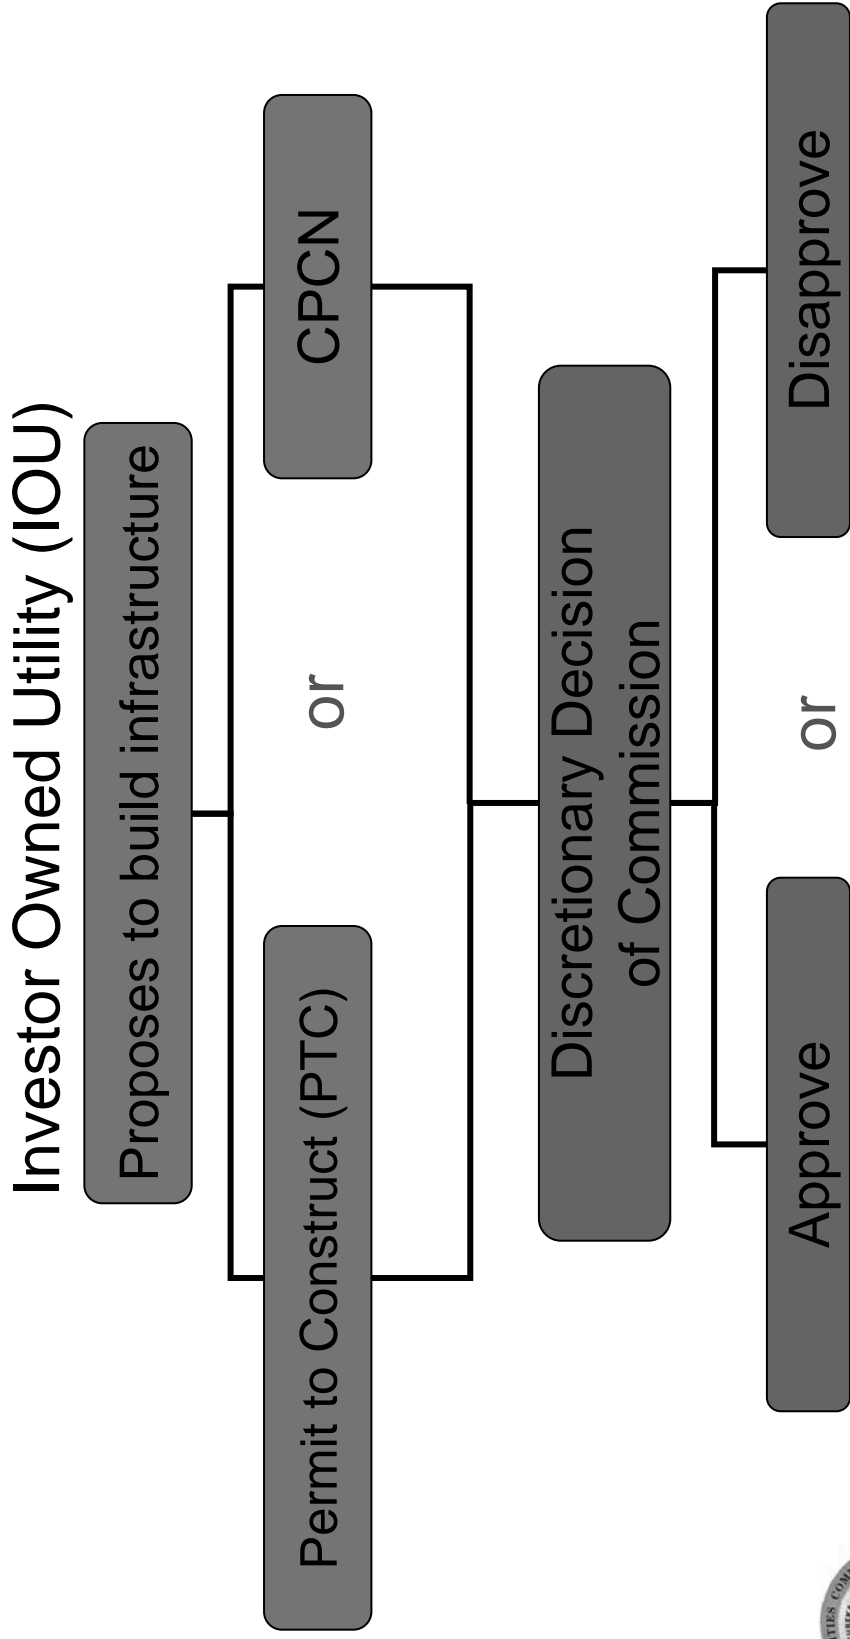 Investor Owned Utility (IOU)
Proposes to build infrastructure
Permit to Construct (PTC)
or
CPCN
Discretionary Decision
of Commission
Approve
or
Disapprove